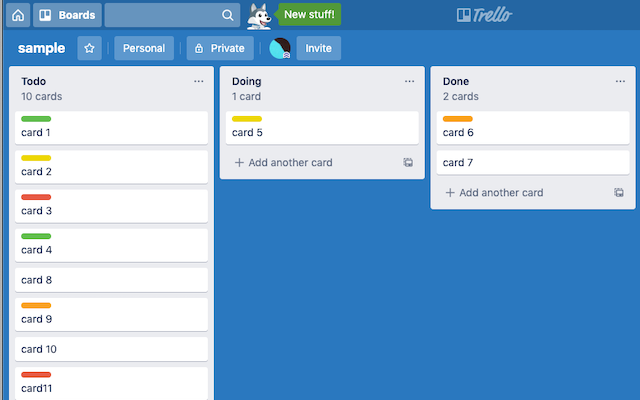 Boards
New stuff!
Trello
sample
Personal
Private
Invite
Todo
10 cards
card 1
card 2
card 3
card 4
card 8
card 9
card 10
card11
Doing
1 card
card 5
+ Add another card
Done
2 cards
card 6
card 7
+ Add another card